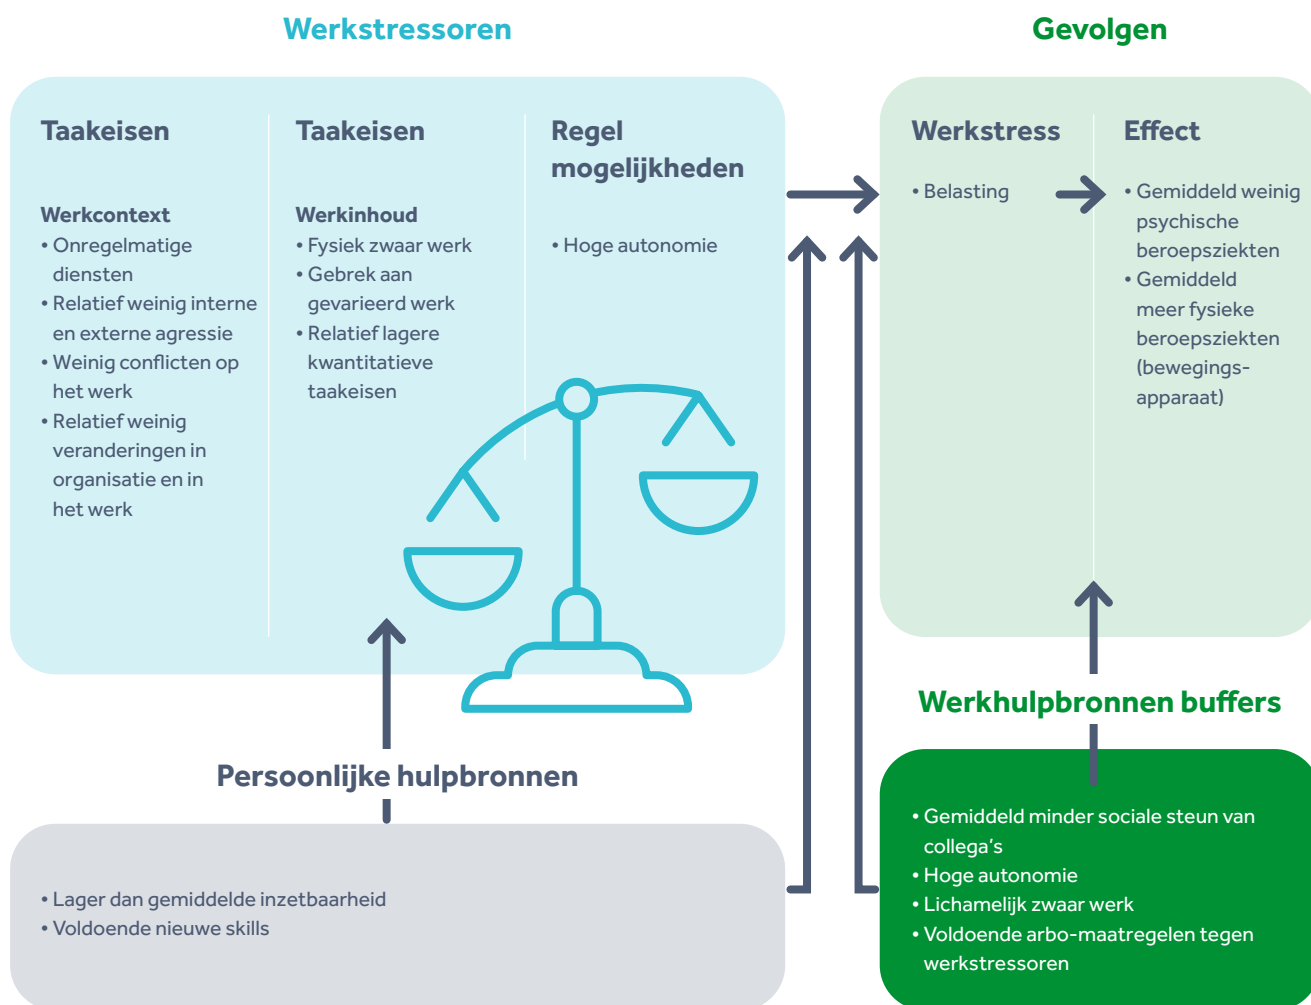 Werkstressoren
Taakeisen
Werkcontext
• Onregelmatige
diensten
• Relatief weinig interne
en externe agressie
• Weinig conflicten op
het werk
• Relatief weinig
veranderingen in
organisatie en in
het werk
Taakeisen
Werkinhoud
• Fysiek zwaar werk
• Gebrek aan
gevarieerd werk
• Relatief lagere
kwantitatieve
taakeisen
Regel
mogelijkheden
• Hoge autonomie
Gevolgen
Werkstress
• Belasting
Effect
• Gemiddeld weinig
psychische
beroepsziekten
• Gemiddeld
meer fysieke
beroepsziekten
(bewegings-
apparaat)
Persoonlijke hulpbronnen
• Lager dan gemiddelde inzetbaarheid
• Voldoende nieuwe skills
Werkhulpbronnen buffers
• Gemiddeld minder sociale steun van
collega's
• Hoge autonomie
• Lichamelijk zwaar werk
• Voldoende arbo-maatregelen tegen
werkstressoren